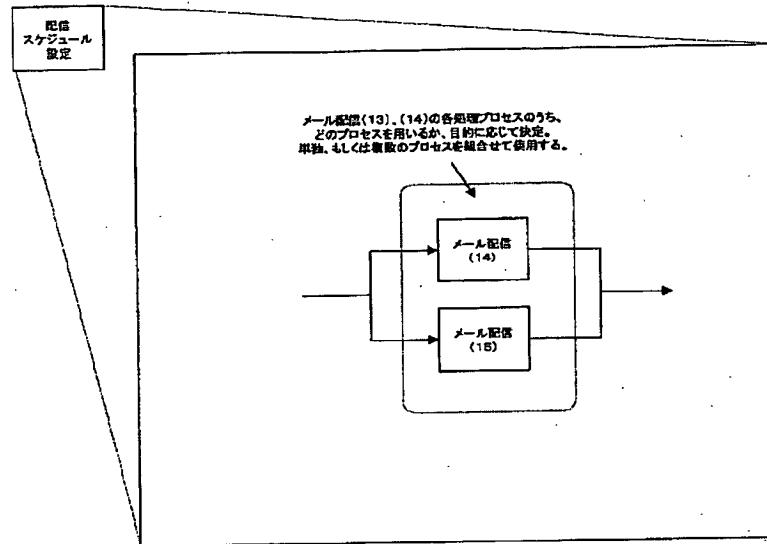 配信
スケジュール
設定
メール配信(13)、(14)の各処理プロセスのうち、
どのプロセスを用いるか、目的に応じて決定。
単独、もしくは複数のプロセスを組合せて使用する。
メール配信
(14)
メール配信
(15)